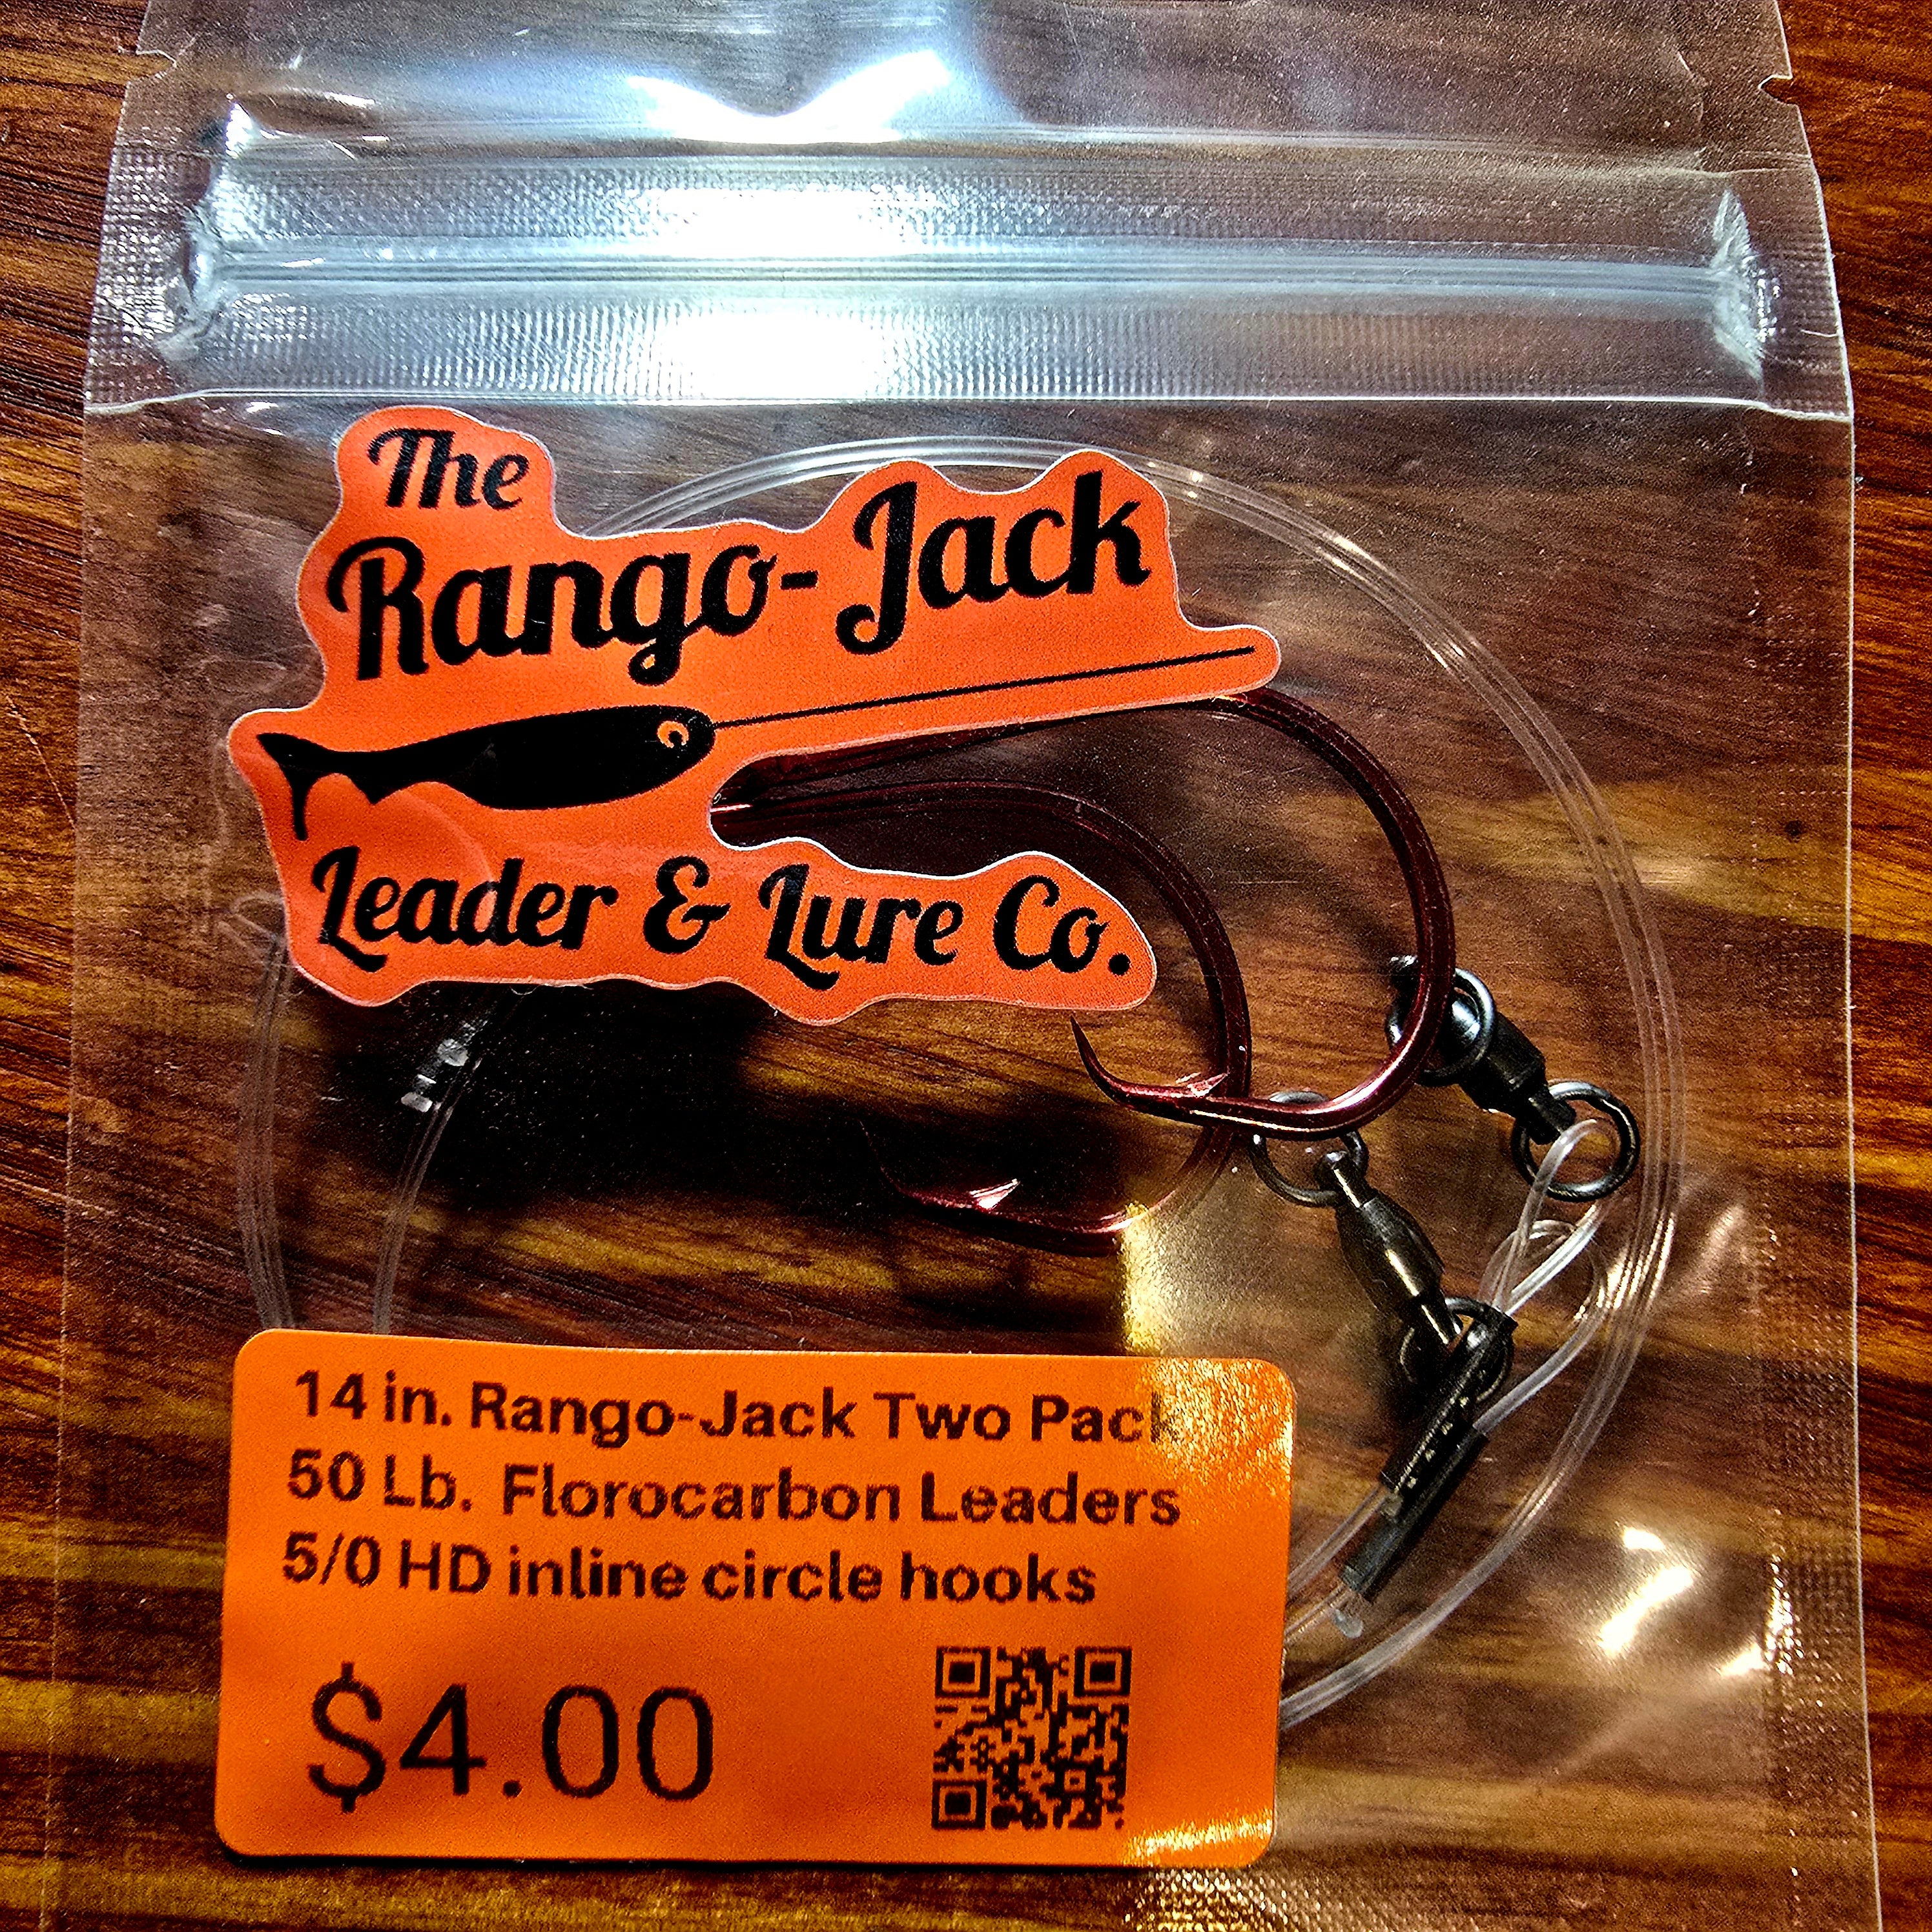 The
Rango-Jack
Leader & Lure Co.
14 in. Rango-Jack Two Pack
50 Lb. Florocarbon Leaders
5/0 HD inline circle hooks
$4.00